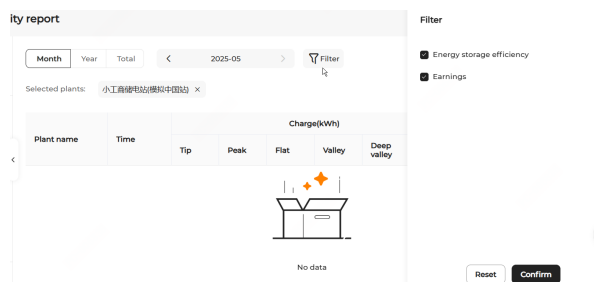 ity report
Month Year Total < 2025-05 > Filter
Selected plants: 小工商储电站(模拟中国站) ×
Plant name Time Charge(kWh)
Tip Peak Flat Valley Deep valley
No data
Filter
Energy storage efficiency
Earnings
Reset Confirm